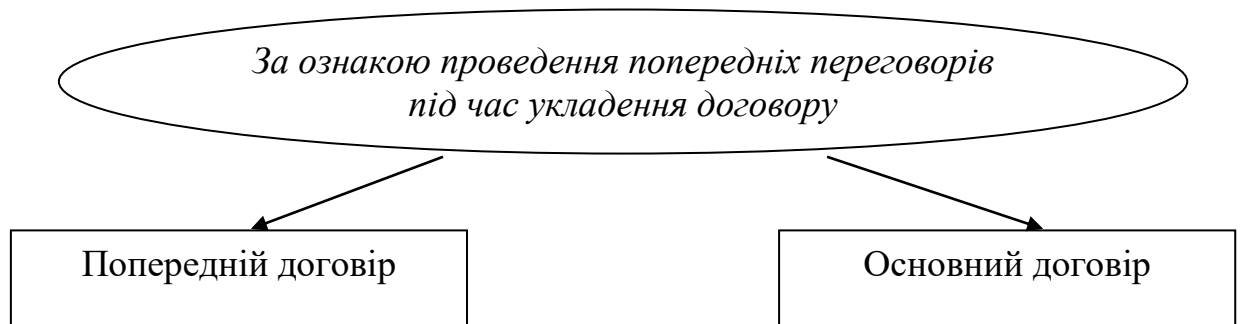 За ознакою проведення попередніх переговорів
під час укладення договору
Попередній договір
Основний договір